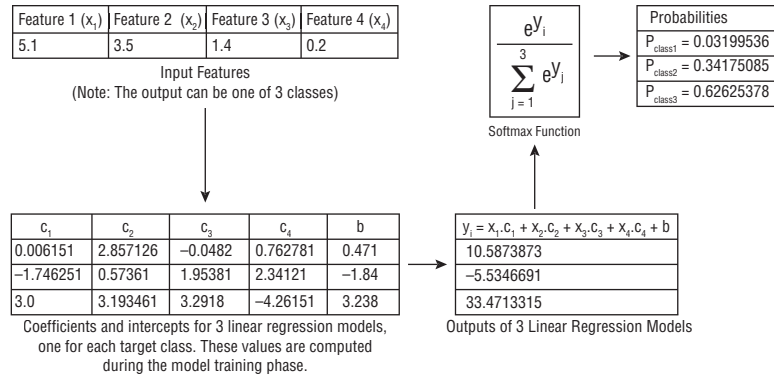 Feature 1 (x₁) Feature 2 (x₂) Feature 3 (x₃) Feature 4 (x₄)
5.1 3.5 1.4 0.2
Input Features
(Note: The output can be one of 3 classes)
e^yᵢ
3
∑ e^yⱼ
j = 1
Softmax Function
Probabilities
P_class1 = 0.03199536
P_class2 = 0.34175085
P_class3 = 0.62625378
c₁ c₂ c₃ c₄ b
0.006151 2.857126 –0.0482 0.762781 0.471
–1.746251 0.57361 1.95381 2.34121 –1.84
3.0 3.193461 3.2918 –4.26151 3.238
Coefficients and intercepts for 3 linear regression models,
one for each target class. These values are computed
during the model training phase.
yᵢ = x₁.c₁ + x₂.c₂ + x₃.c₃ + x₄.c₄ + b
10.5873873
–5.5346691
33.4713315
Outputs of 3 Linear Regression Models